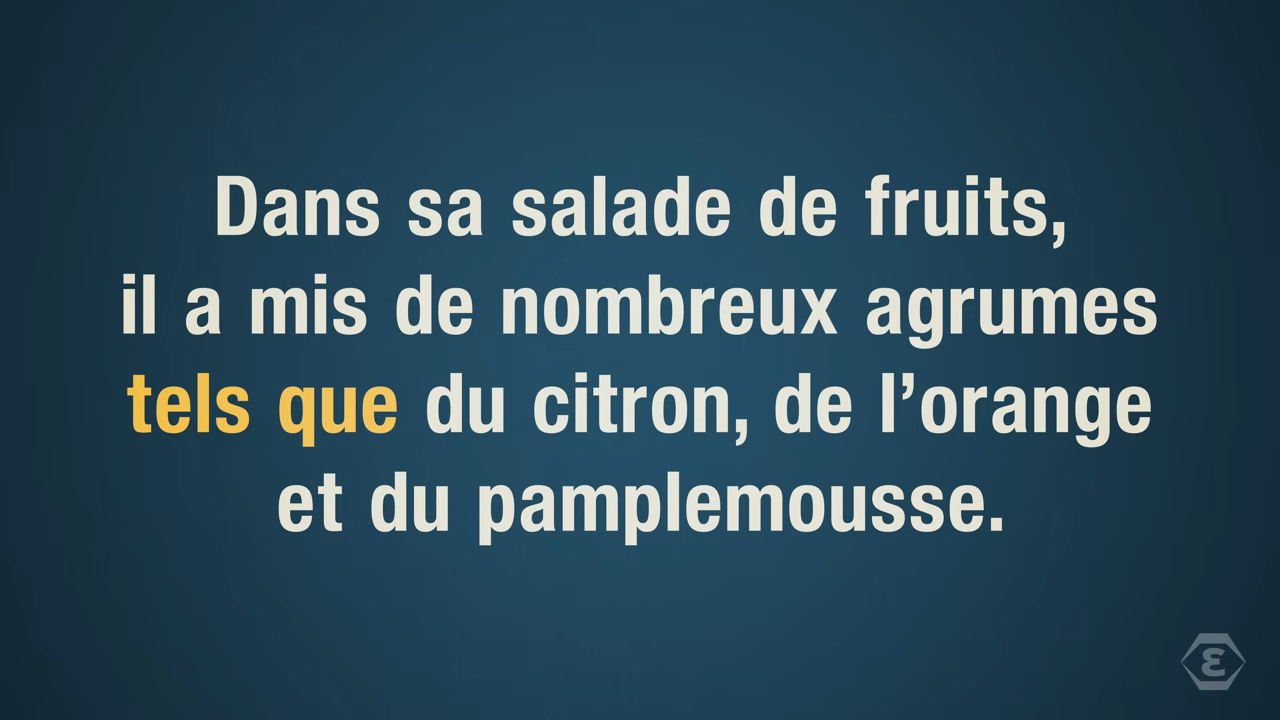 Dans sa salade de fruits,
il a mis de nombreux agrumes
tels que du citron, de l’orange
et du pamplemousse.
ε